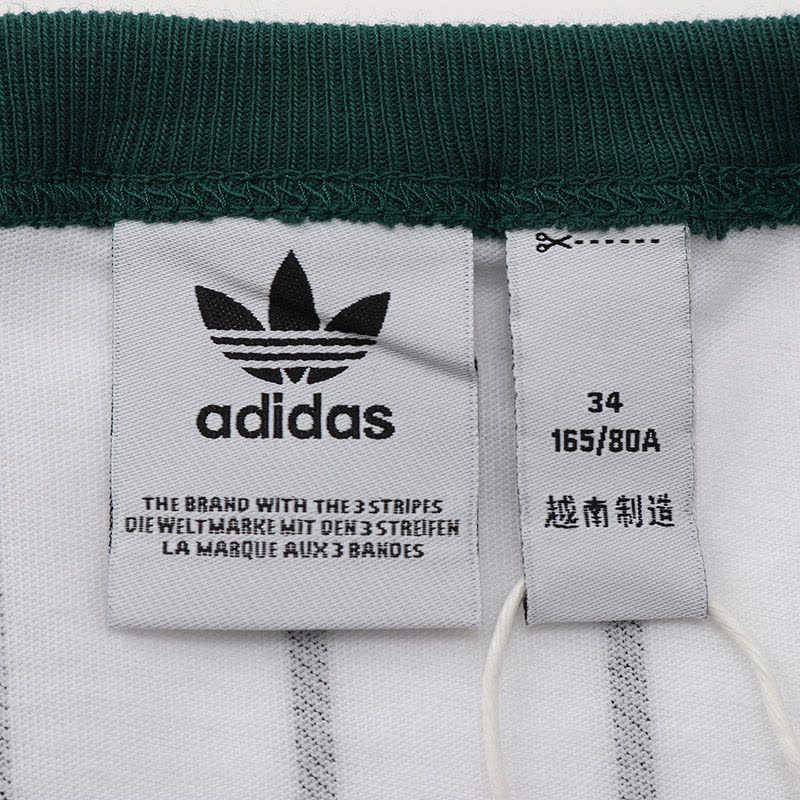 adidas
THE BRAND WITH THE 3 STRIPES
DIE WELTMARKE MIT DEN 3 STREIFEN
LA MARQUE AUX 3 BANDES
34
165/80A
越南制造